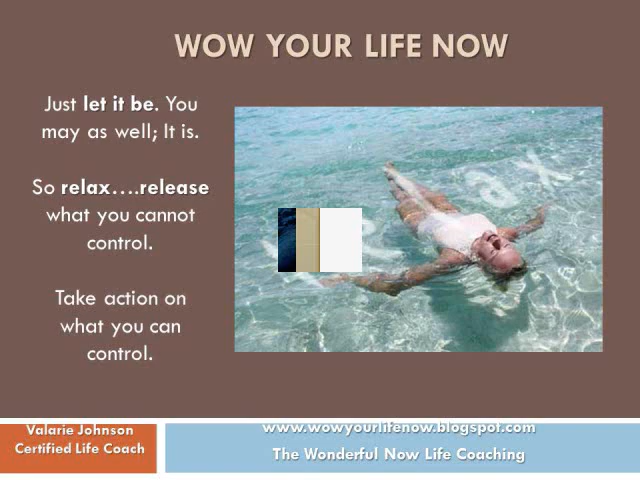 WOW YOUR LIFE NOW
Just let it be. You
may as well; It is.
So relax….release
what you cannot
control.
Take action on
what you can
control.
Valarie Johnson
Certified Life Coach
www.wowyourlifenow.blogspot.com
The Wonderful Now Life Coaching